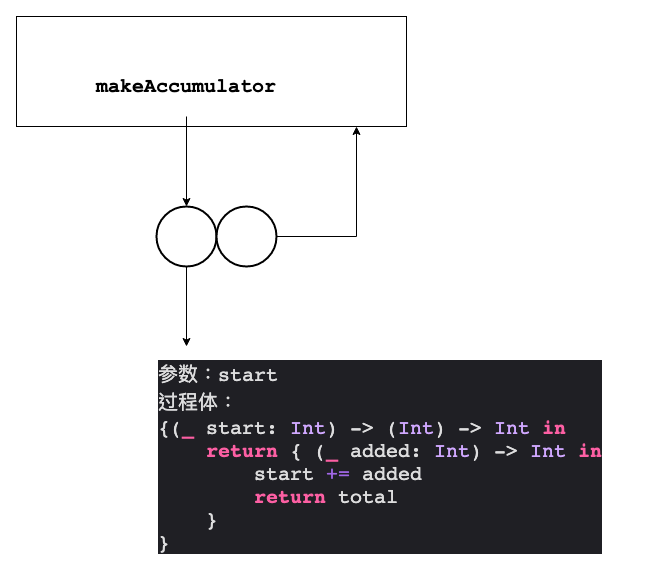 makeAccumulator
参数：start
过程体：
{(_ start: Int) -> (Int) -> Int in
    return { (_ added: Int) -> Int in
        start += added
        return total
    }
}